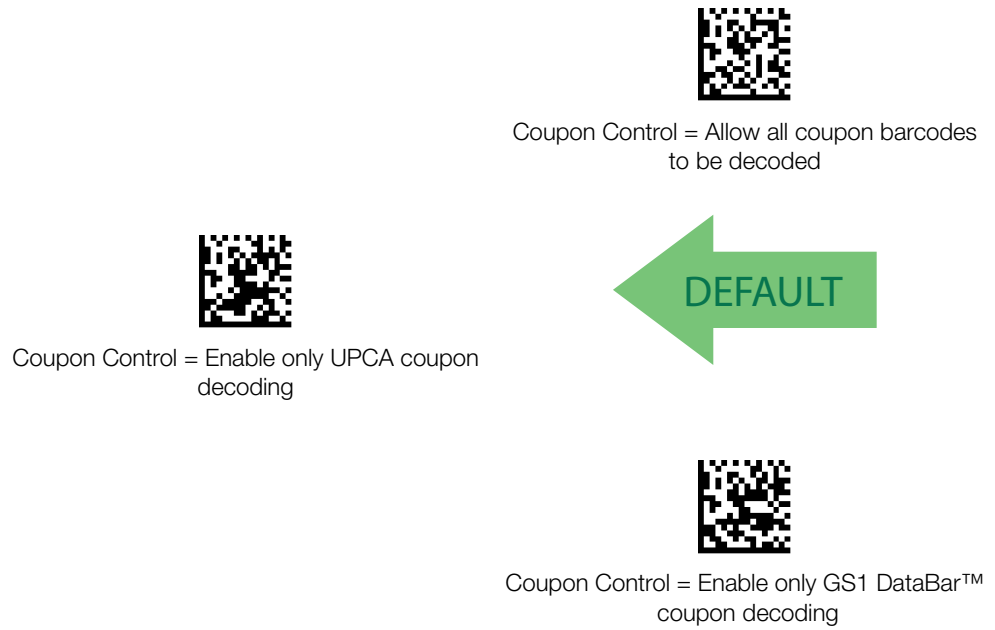 Coupon Control = Allow all coupon barcodes
to be decoded
DEFAULT
Coupon Control = Enable only UPCA coupon
decoding
Coupon Control = Enable only GS1 DataBar™
coupon decoding